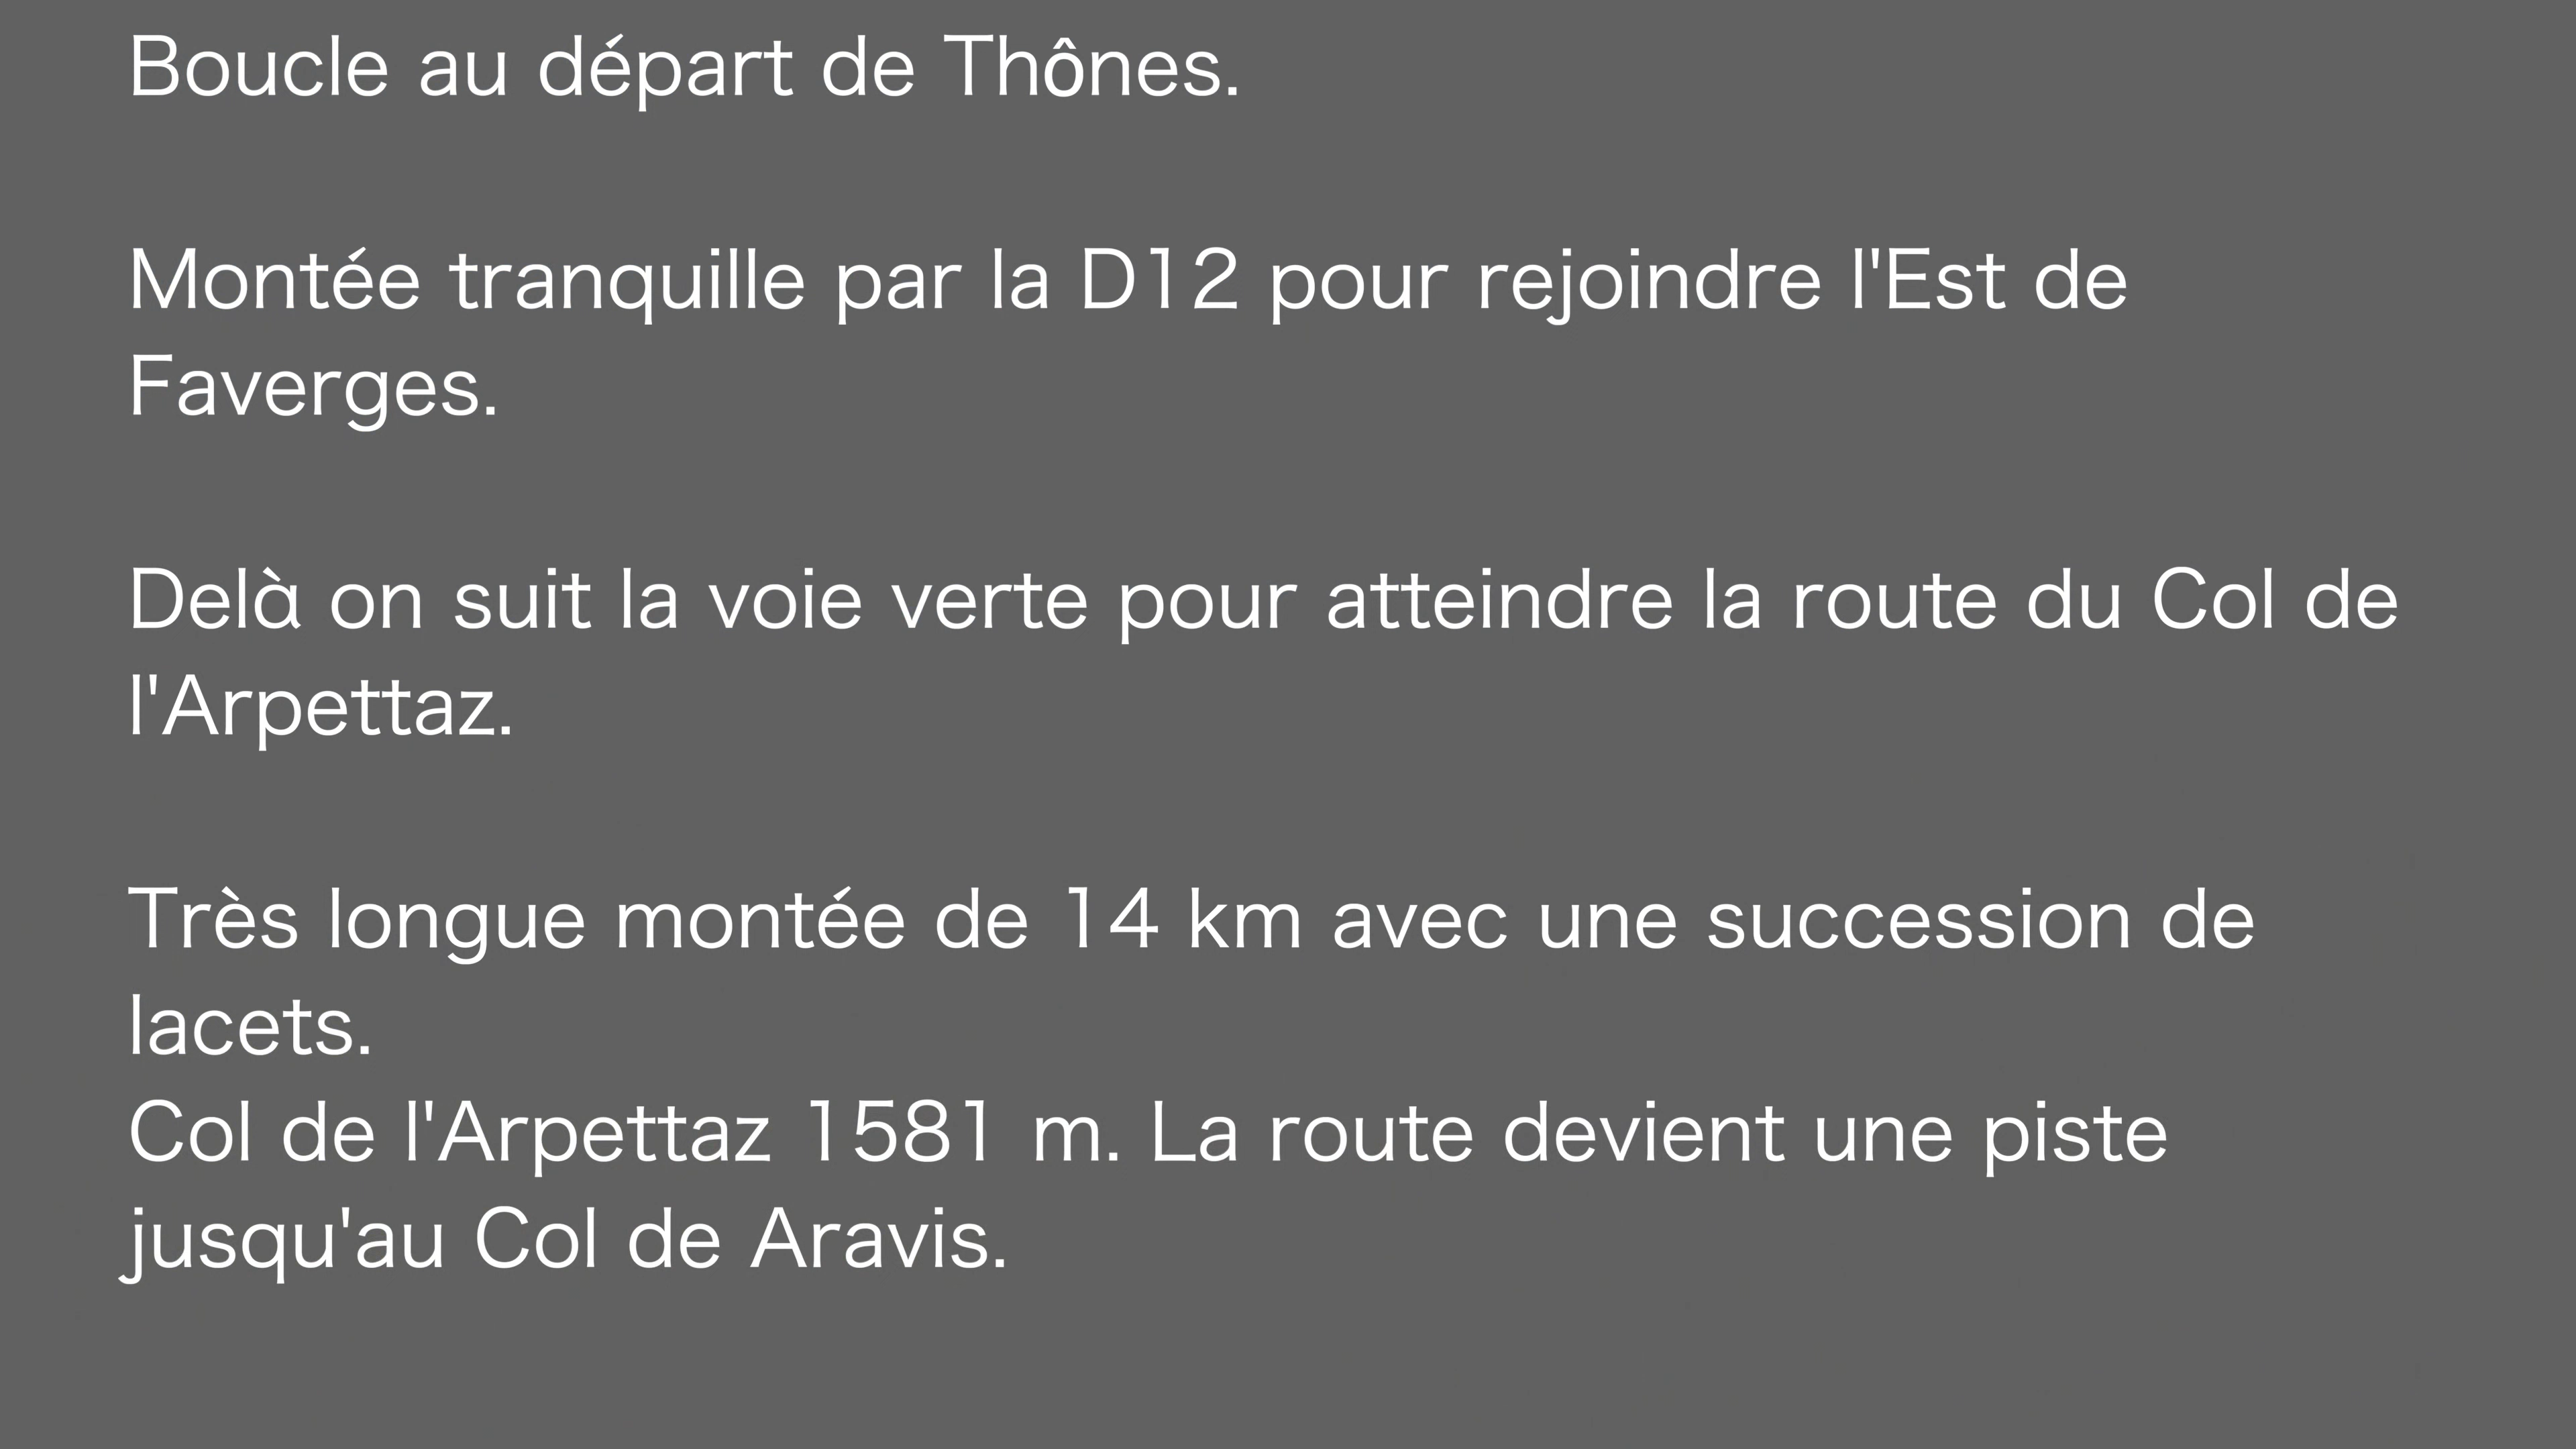 Boucle au départ de Thônes.
Montée tranquille par la D12 pour rejoindre l'Est de
Faverges.
Delà on suit la voie verte pour atteindre la route du Col de
l'Arpettaz.
Très longue montée de 14 km avec une succession de
lacets.
Col de l'Arpettaz 1581 m. La route devient une piste
jusqu'au Col de Aravis.